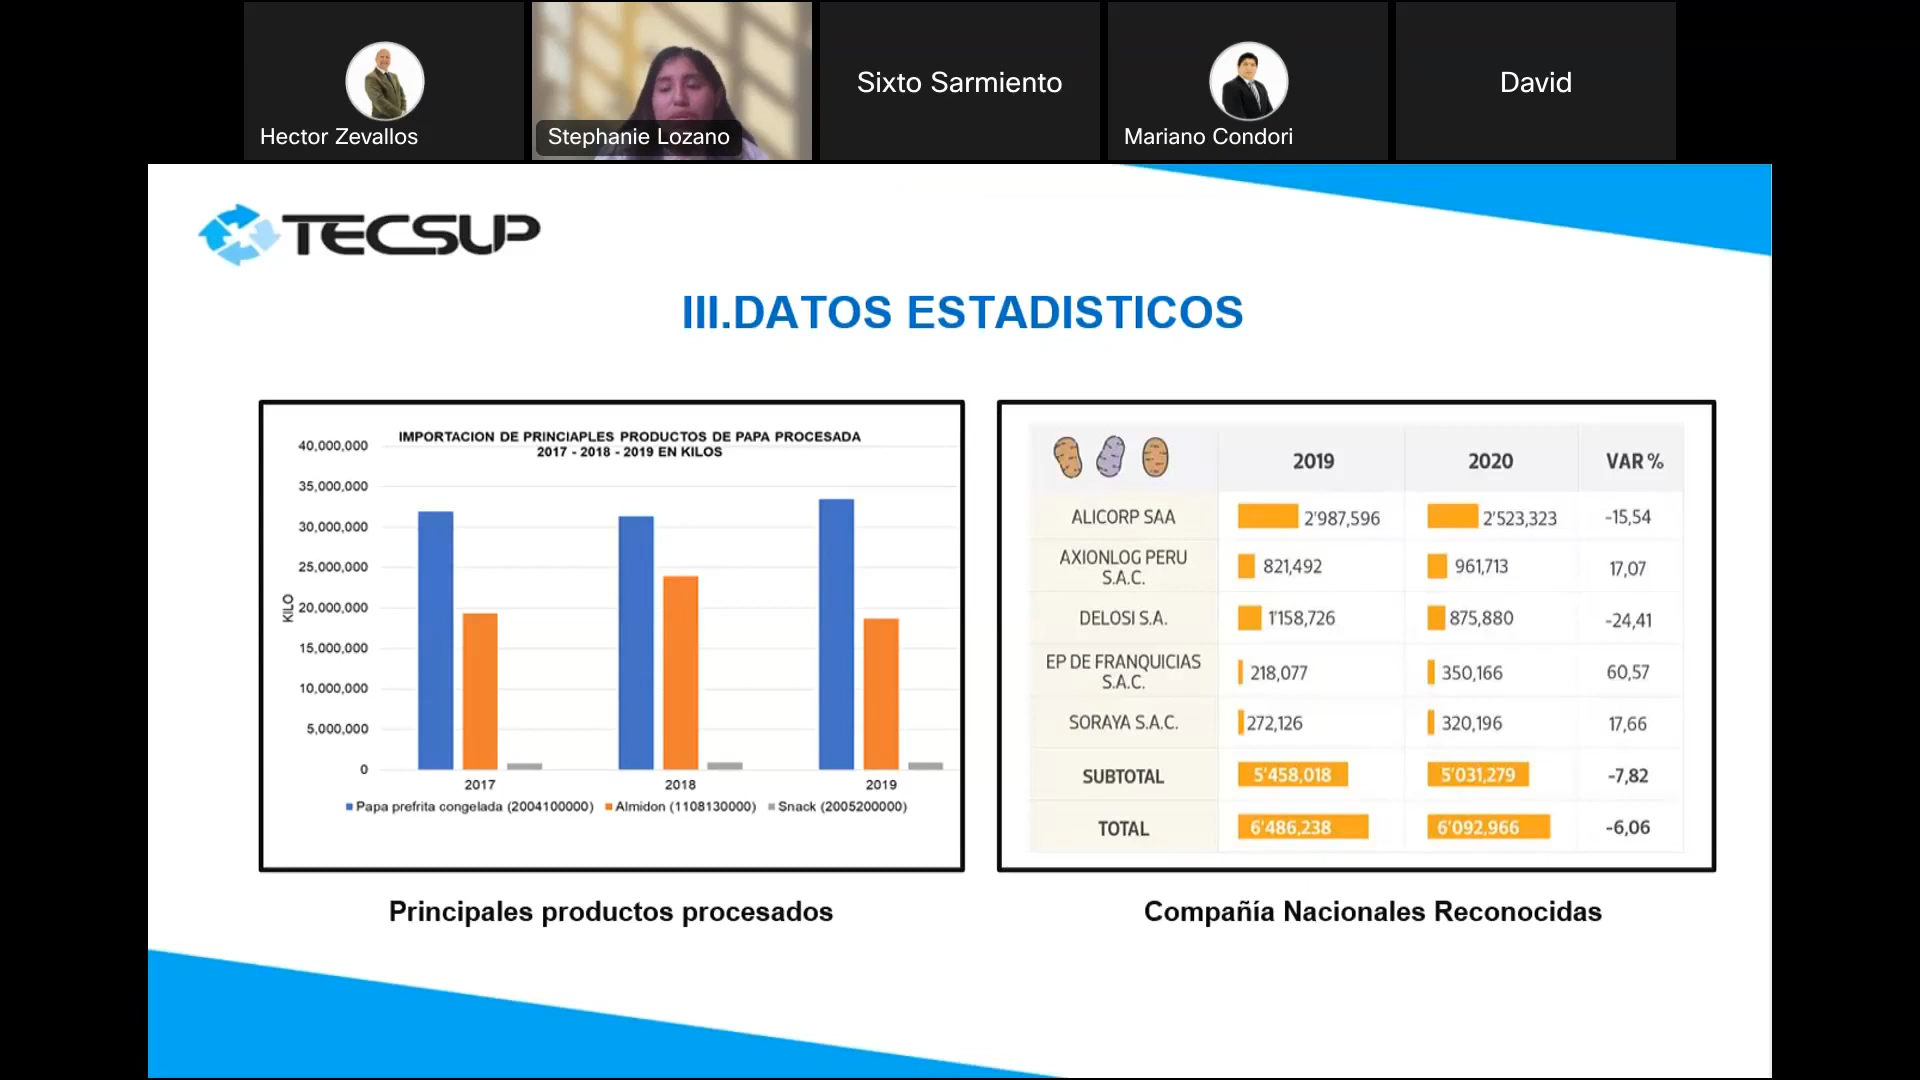 Hector Zevallos
Stephanie Lozano
Sixto Sarmiento
Mariano Condori
David
TECSUP
III.DATOS ESTADISTICOS
IMPORTACION DE PRINCIAPLES PRODUCTOS DE PAPA PROCESADA
2017 - 2018 - 2019 EN KILOS
40,000,000
35,000,000
30,000,000
25,000,000
20,000,000
15,000,000
10,000,000
5,000,000
0
KILO
2017 2018 2019
Papa prefrita congelada (2004100000) Almidon (1108130000) Snack (2005200000)
Principales productos procesados
2019 2020 VAR %
ALICORP SAA 2'987,596 2'523,323 -15,54
AXIONLOG PERU
S.A.C. 821,492 961,713 17,07
DELOSI S.A. 1'158,726 875,880 -24,41
EP DE FRANQUICIAS
S.A.C. 218,077 350,166 60,57
SORAYA S.A.C. 272,126 320,196 17,66
SUBTOTAL 5'458,018 5'031,279 -7,82
TOTAL 6'486,238 6'092,966 -6,06
Compañía Nacionales Reconocidas